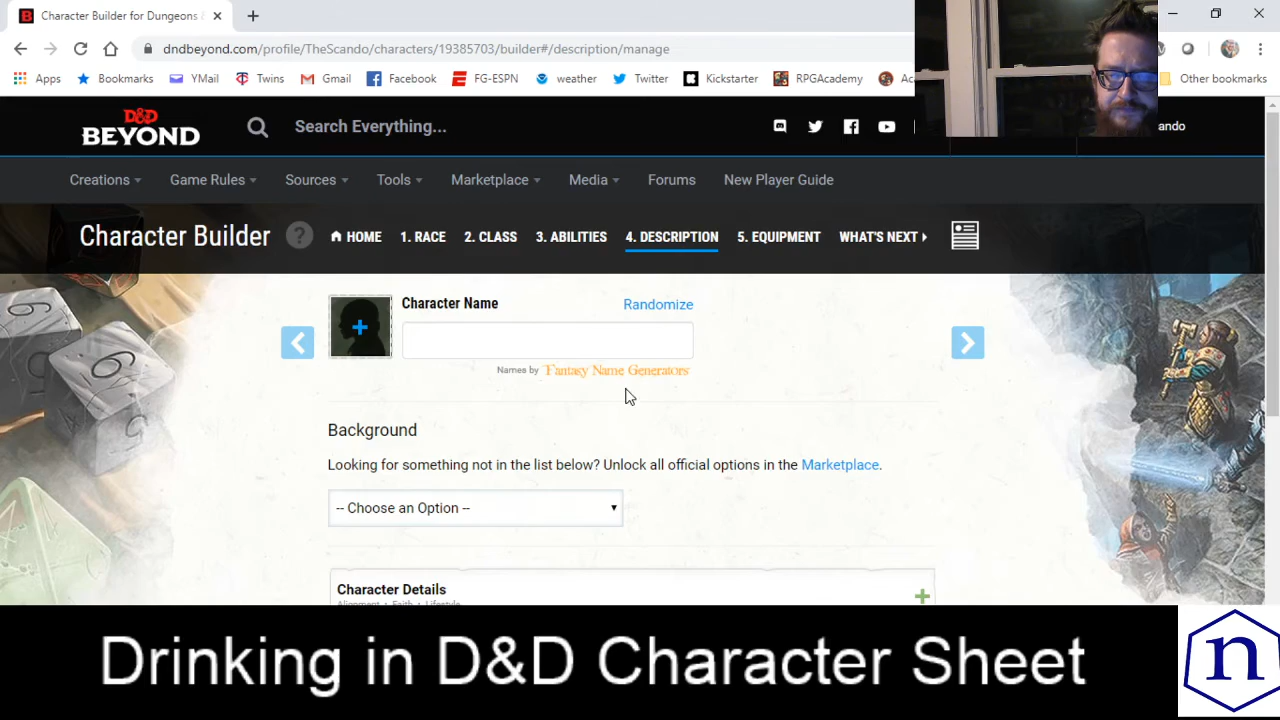 Character Builder for Dungeons &
dndbeyond.com/profile/TheScando/characters/19385703/builder#/description/manage
Apps Bookmarks YMail Twins Gmail Facebook FG-ESPN weather Twitter Kickstarter RPGAcademy Other bookmarks
D&D
BEYOND
Search Everything...
ando
Creations Game Rules Sources Tools Marketplace Media Forums New Player Guide
Character Builder ? HOME 1. RACE 2. CLASS 3. ABILITIES 4. DESCRIPTION 5. EQUIPMENT WHAT'S NEXT
Character Name Randomize
Names by Fantasy Name Generators
Background
Looking for something not in the list below? Unlock all official options in the Marketplace.
-- Choose an Option --
Character Details
Alignment • Faith • Lifestyle
Drinking in D&D Character Sheet
n